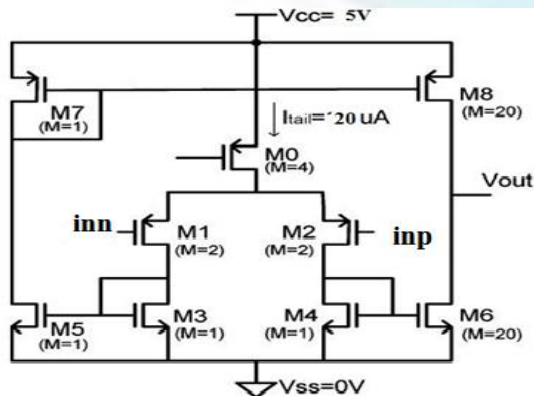 Vcc= 5V
M7
(M=1)
Itail=´20 uA
M8
(M=20)
M0
(M=4)
Vout
inn
M1
(M=2)
M2
(M=2)
inp
M5
(M=1)
M3
(M=1)
M4
(M=1)
M6
(M=20)
Vss=0V